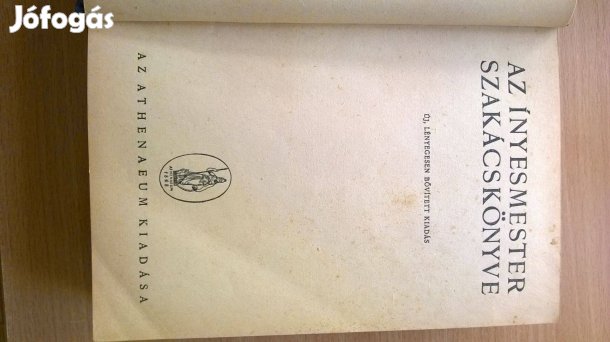 Jófogás
AZ ÍNYESMESTER
SZAKÁCSKÖNYVE
ÚJ, LÉNYEGESEN BŐVÍTETT KIADÁS
AZ ATHENAEUM KIADÁSA